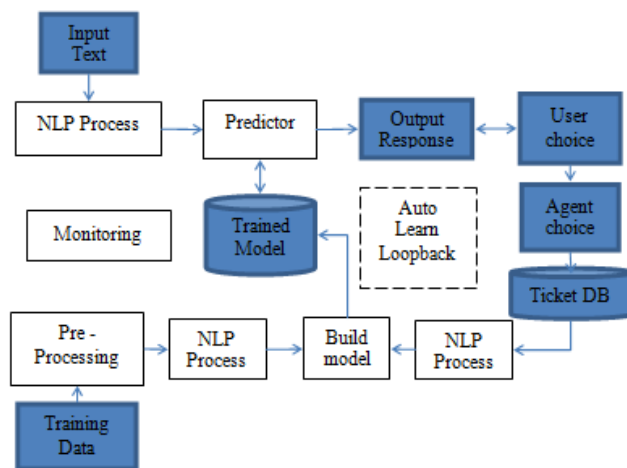 Input
Text
NLP Process
Predictor
Output
Response
User
choice
Monitoring
Trained
Model
Auto
Learn
Loopback
Agent
choice
Ticket DB
Pre -
Processing
NLP
Process
Build
model
NLP
Process
Training
Data